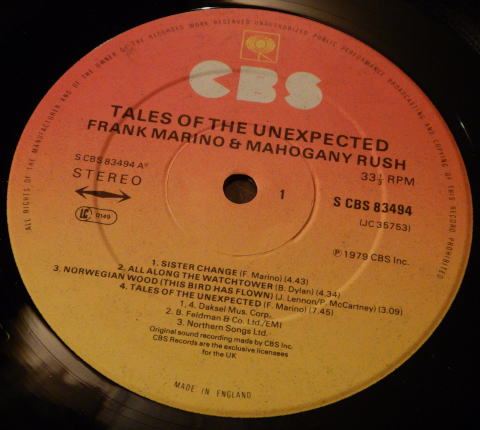 ALL RIGHTS OF THE MANUFACTURER AND OF THE OWNER OF THE RECORDED WORK RESERVED UNAUTHORIZED PUBLIC PERFORMANCE BROADCASTING AND COPYING OF THIS RECORD PROHIBITED
CBS
TALES OF THE UNEXPECTED
FRANK MARINO & MAHOGANY RUSH
S CBS 83494 A°
STEREO
LC 0149
1
33⅓ RPM
S CBS 83494
(JC 35753)
℗ 1979 CBS Inc.
1. SISTER CHANGE (F. Marino) (4.43)
2. ALL ALONG THE WATCHTOWER (B. Dylan) (4.34)
3. NORWEGIAN WOOD (THIS BIRD HAS FLOWN) (J. Lennon/P. McCartney) (3.09)
4. TALES OF THE UNEXPECTED (F. Marino) (7.45)
1. 4. Daksel Mus. Corp.
2. B. Feldman & Co. Ltd./EMI
3. Northern Songs Ltd.
Original sound recording made by CBS Inc.
CBS Records are the exclusive licensees
for the UK
MADE IN ENGLAND